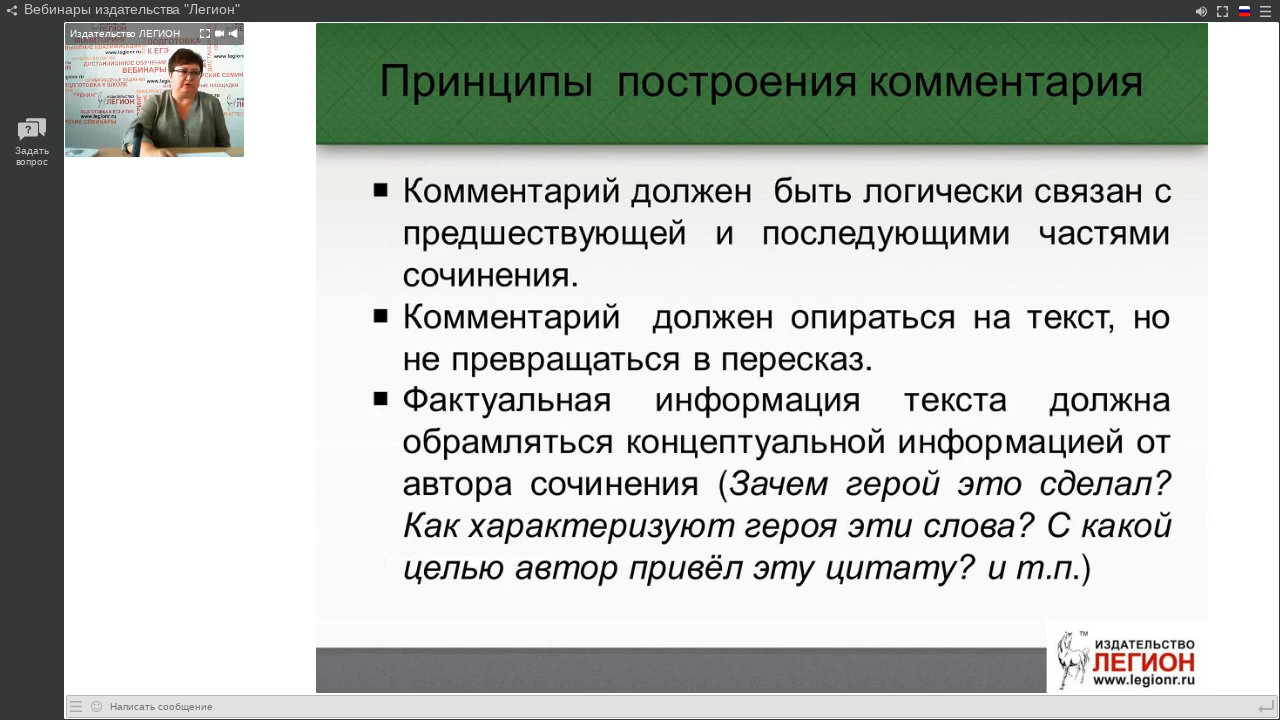 Вебинары издательства "Легион"
Издательство ЛЕГИОН
Задать
вопрос
Принципы построения комментария
Комментарий должен быть логически связан с
предшествующей и последующими частями
сочинения.
Комментарий должен опираться на текст, но
не превращаться в пересказ.
Фактуальная информация текста должна
обрамляться концептуальной информацией от
автора сочинения (Зачем герой это сделал?
Как характеризуют героя эти слова? С какой
целью автор привёл эту цитату? и т.п.)
TM
ИЗДАТЕЛЬСТВО
ЛЕГИОН
www.legionr.ru
Написать сообщение